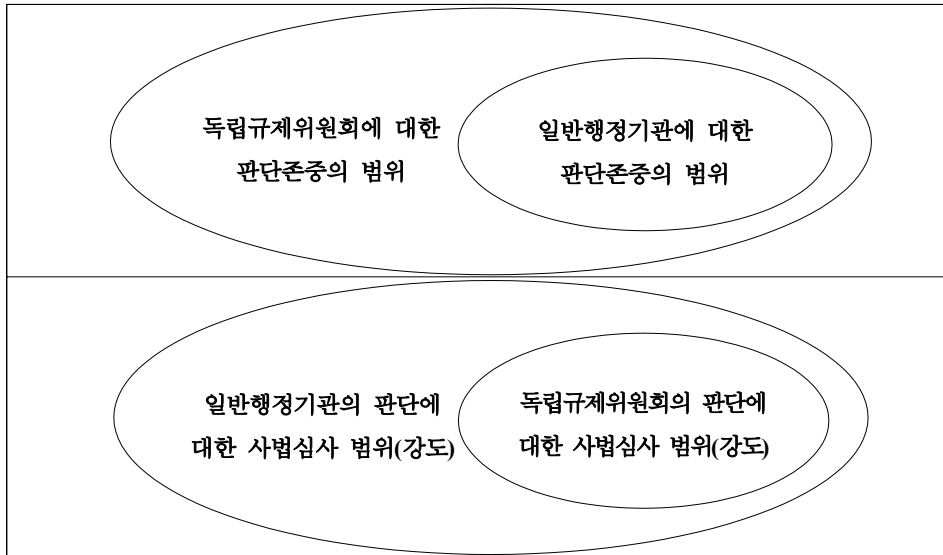 독립규제위원회에 대한
판단존중의 범위
일반행정기관에 대한
판단존중의 범위
일반행정기관의 판단에
대한 사법심사 범위(강도)
독립규제위원회의 판단에
대한 사법심사 범위(강도)